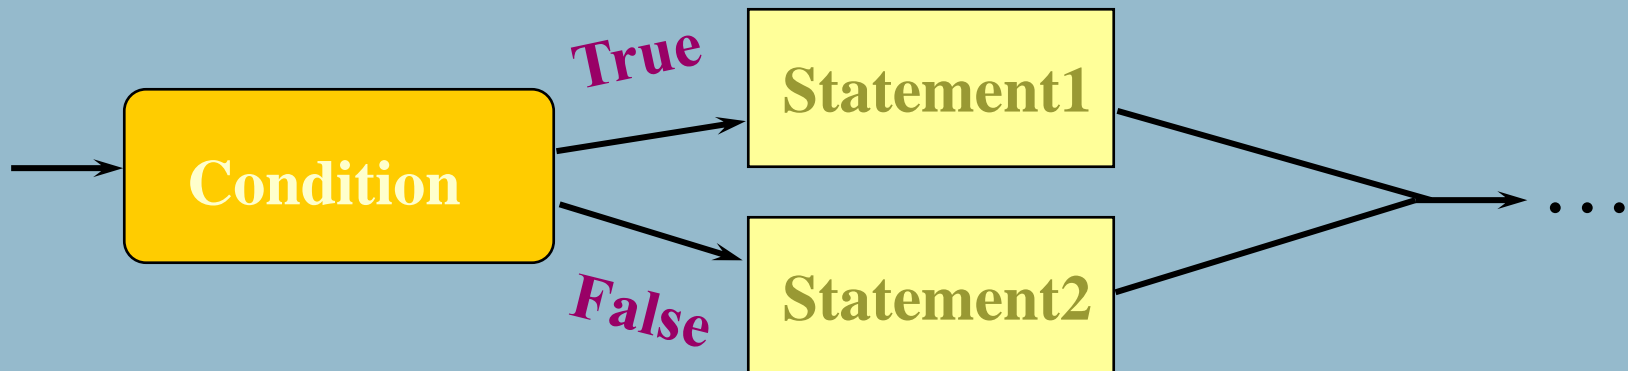 True
Statement1
Condition
. . .
False
Statement2